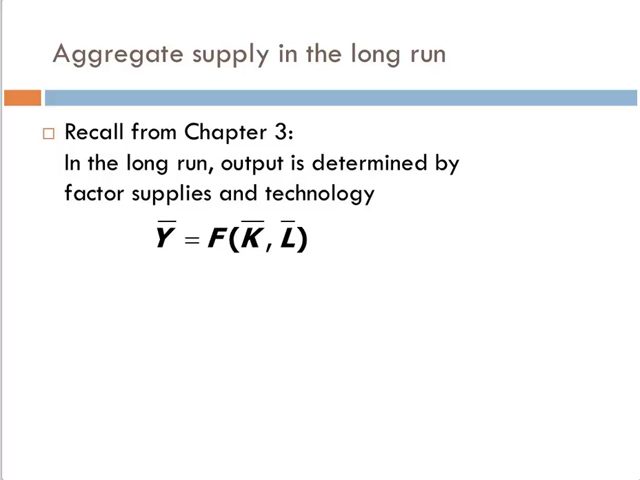 Aggregate supply in the long run
Recall from Chapter 3:
In the long run, output is determined by
factor supplies and technology
Y̅ = F(K̅, L̅)